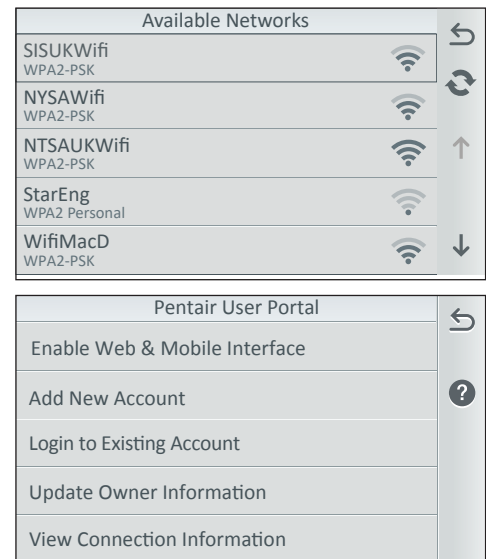 Available Networks
SISUKWifi
WPA2-PSK
NYSAWifi
WPA2-PSK
NTSAUKWifi
WPA2-PSK
StarEng
WPA2 Personal
WifiMacD
WPA2-PSK
Pentair User Portal
Enable Web & Mobile Interface
Add New Account
Login to Existing Account
Update Owner Information
View Connection Information
?